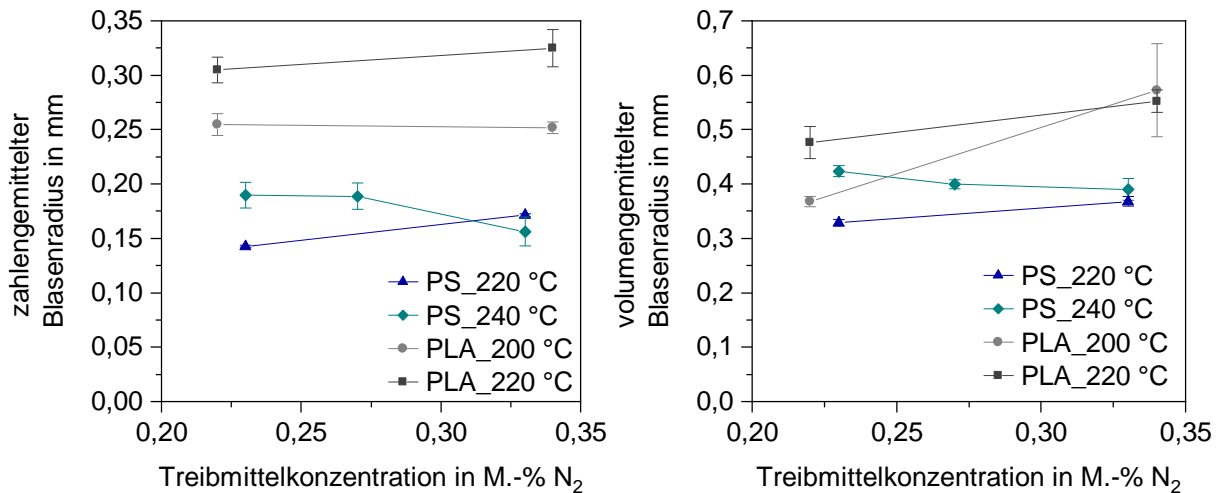 zahlengemittelter
Blasenradius in mm
0,35
0,30
0,25
0,20
0,15
0,10
0,05
0,00
PS_220 °C
PS_240 °C
PLA_200 °C
PLA_220 °C
0,20 0,25 0,30 0,35
Treibmittelkonzentration in M.-% N₂
volumengemittelter
Blasenradius in mm
0,7
0,6
0,5
0,4
0,3
0,2
0,1
0,0
PS_220 °C
PS_240 °C
PLA_200 °C
PLA_220 °C
0,20 0,25 0,30 0,35
Treibmittelkonzentration in M.-% N₂